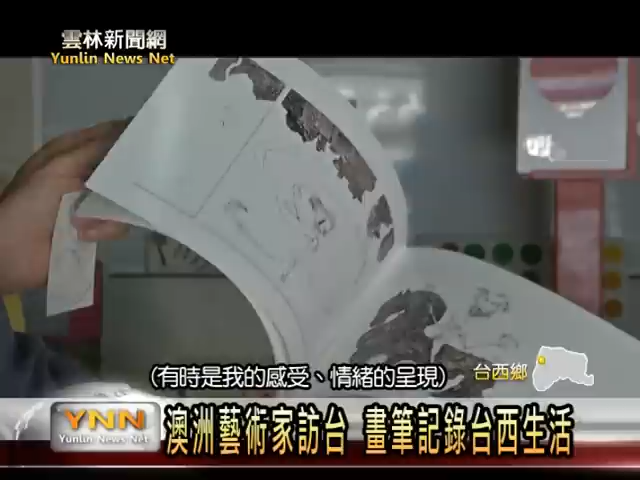 雲林新聞網
Yunlin News Net
(有時是我的感受、情緒的呈現)
台西鄉
YNN
Yunlin News Net
澳洲藝術家訪台 畫筆記錄台西生活